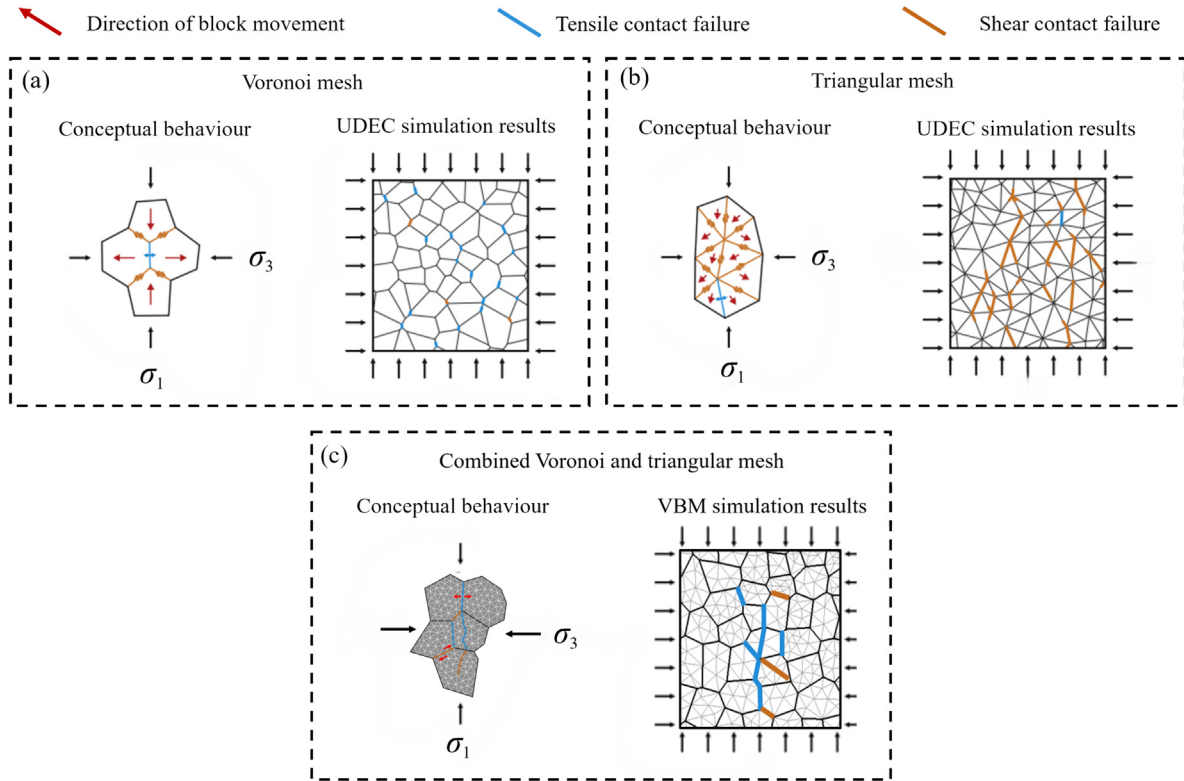 Direction of block movement
Tensile contact failure
Shear contact failure
(a)
Voronoi mesh
Conceptual behaviour
UDEC simulation results
σ3
σ1
(b)
Triangular mesh
Conceptual behaviour
UDEC simulation results
σ3
σ1
(c)
Combined Voronoi and triangular mesh
Conceptual behaviour
VBM simulation results
σ3
σ1